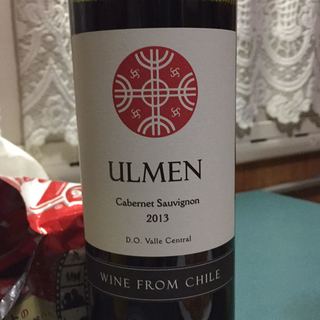 ULMEN
Cabernet Sauvignon
2013
D.O. Valle Central
WINE FROM CHILE